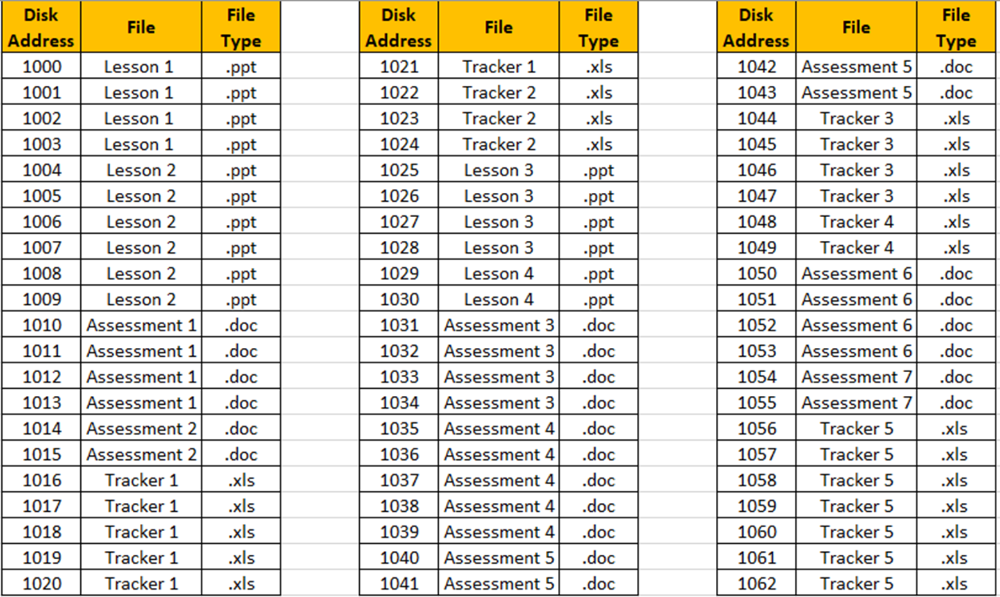 Disk Address File File Type Disk Address File File Type Disk Address File File Type
1000 Lesson 1 .ppt 1021 Tracker 1 .xls 1042 Assessment 5 .doc
1001 Lesson 1 .ppt 1022 Tracker 2 .xls 1043 Assessment 5 .doc
1002 Lesson 1 .ppt 1023 Tracker 2 .xls 1044 Tracker 3 .xls
1003 Lesson 1 .ppt 1024 Tracker 2 .xls 1045 Tracker 3 .xls
1004 Lesson 2 .ppt 1025 Lesson 3 .ppt 1046 Tracker 3 .xls
1005 Lesson 2 .ppt 1026 Lesson 3 .ppt 1047 Tracker 3 .xls
1006 Lesson 2 .ppt 1027 Lesson 3 .ppt 1048 Tracker 4 .xls
1007 Lesson 2 .ppt 1028 Lesson 3 .ppt 1049 Tracker 4 .xls
1008 Lesson 2 .ppt 1029 Lesson 4 .ppt 1050 Assessment 6 .doc
1009 Lesson 2 .ppt 1030 Lesson 4 .ppt 1051 Assessment 6 .doc
1010 Assessment 1 .doc 1031 Assessment 3 .doc 1052 Assessment 6 .doc
1011 Assessment 1 .doc 1032 Assessment 3 .doc 1053 Assessment 6 .doc
1012 Assessment 1 .doc 1033 Assessment 3 .doc 1054 Assessment 7 .doc
1013 Assessment 1 .doc 1034 Assessment 3 .doc 1055 Assessment 7 .doc
1014 Assessment 2 .doc 1035 Assessment 4 .doc 1056 Tracker 5 .xls
1015 Assessment 2 .doc 1036 Assessment 4 .doc 1057 Tracker 5 .xls
1016 Tracker 1 .xls 1037 Assessment 4 .doc 1058 Tracker 5 .xls
1017 Tracker 1 .xls 1038 Assessment 4 .doc 1059 Tracker 5 .xls
1018 Tracker 1 .xls 1039 Assessment 4 .doc 1060 Tracker 5 .xls
1019 Tracker 1 .xls 1040 Assessment 5 .doc 1061 Tracker 5 .xls
1020 Tracker 1 .xls 1041 Assessment 5 .doc 1062 Tracker 5 .xls